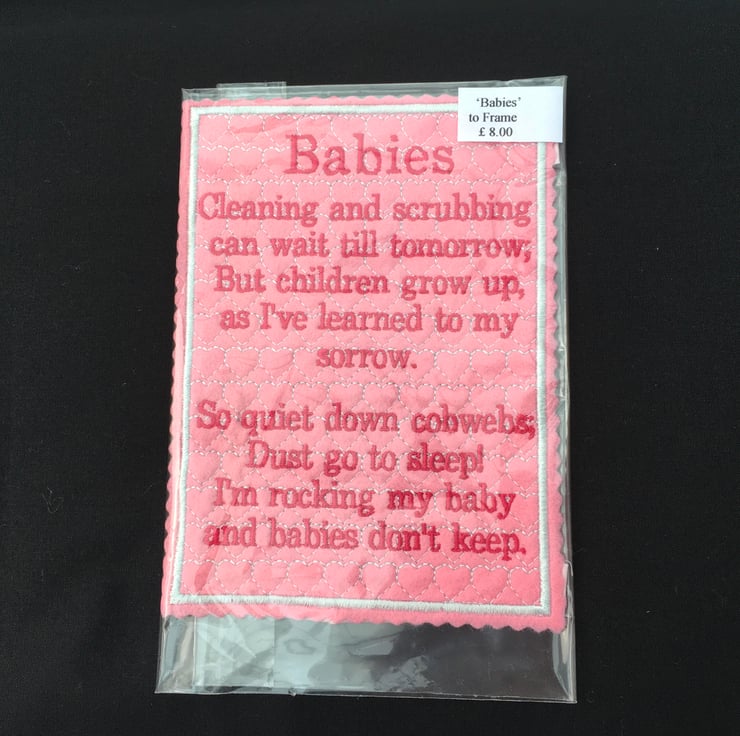 'Babies'
to Frame
£ 8.00
Babies
Cleaning and scrubbing
can wait till tomorrow;
But children grow up,
as I've learned to my
sorrow.
So quiet down cobwebs;
Dust go to sleep!
I'm rocking my baby
and babies don't keep.